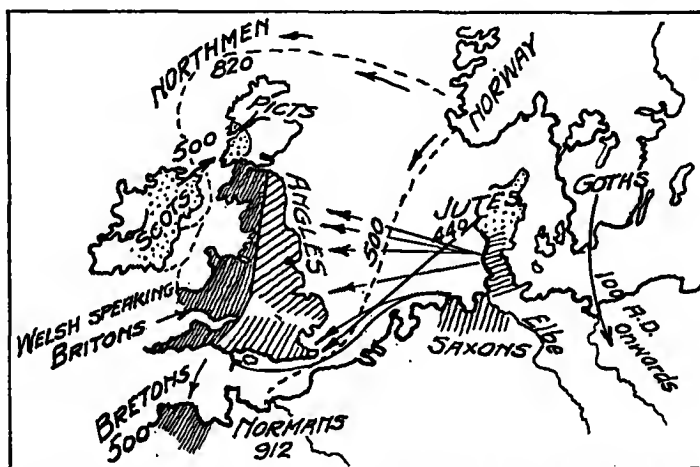 NORTHMEN
820
NORWAY
PICTS
500
SCOTS
ANGLES
JUTES
449
500
GOTHS
100 A.D.
onwards
WELSH SPEAKING
BRITONS
SAXONS
Elbe
BRETONS
500
NORMANS
912